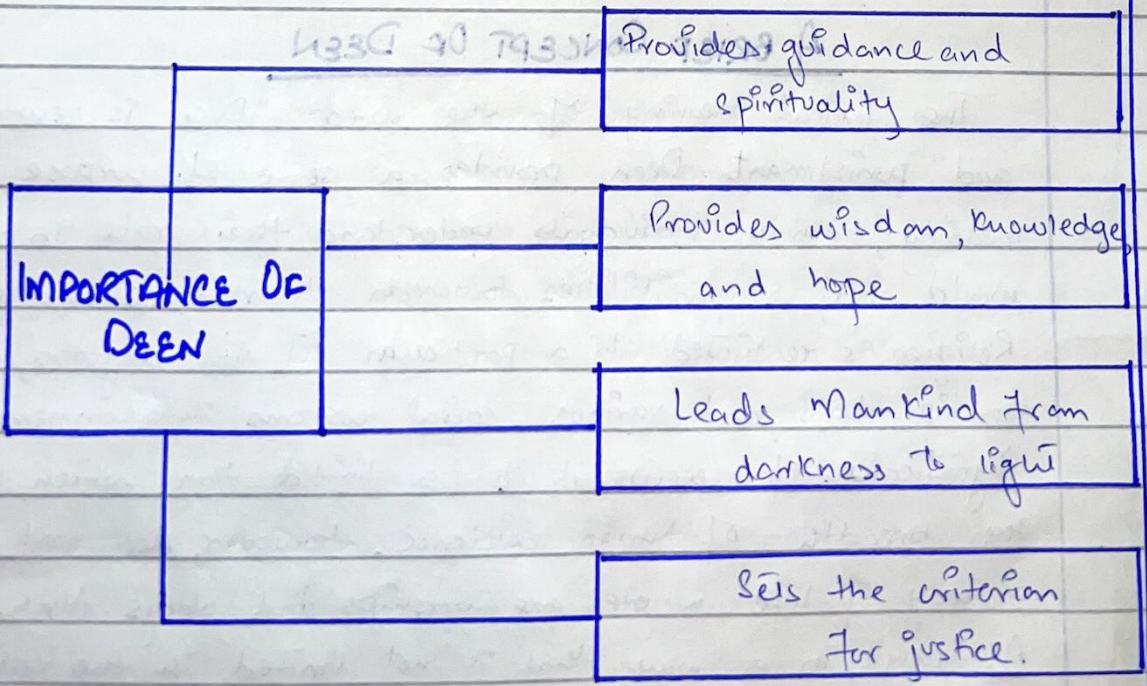 IMPORTANCE OF
DEEN
Provides guidance and
spirituality
Provides wisdom, knowledge,
and hope
Leads Mankind from
darkness to light
Sets the criterion
for justice.